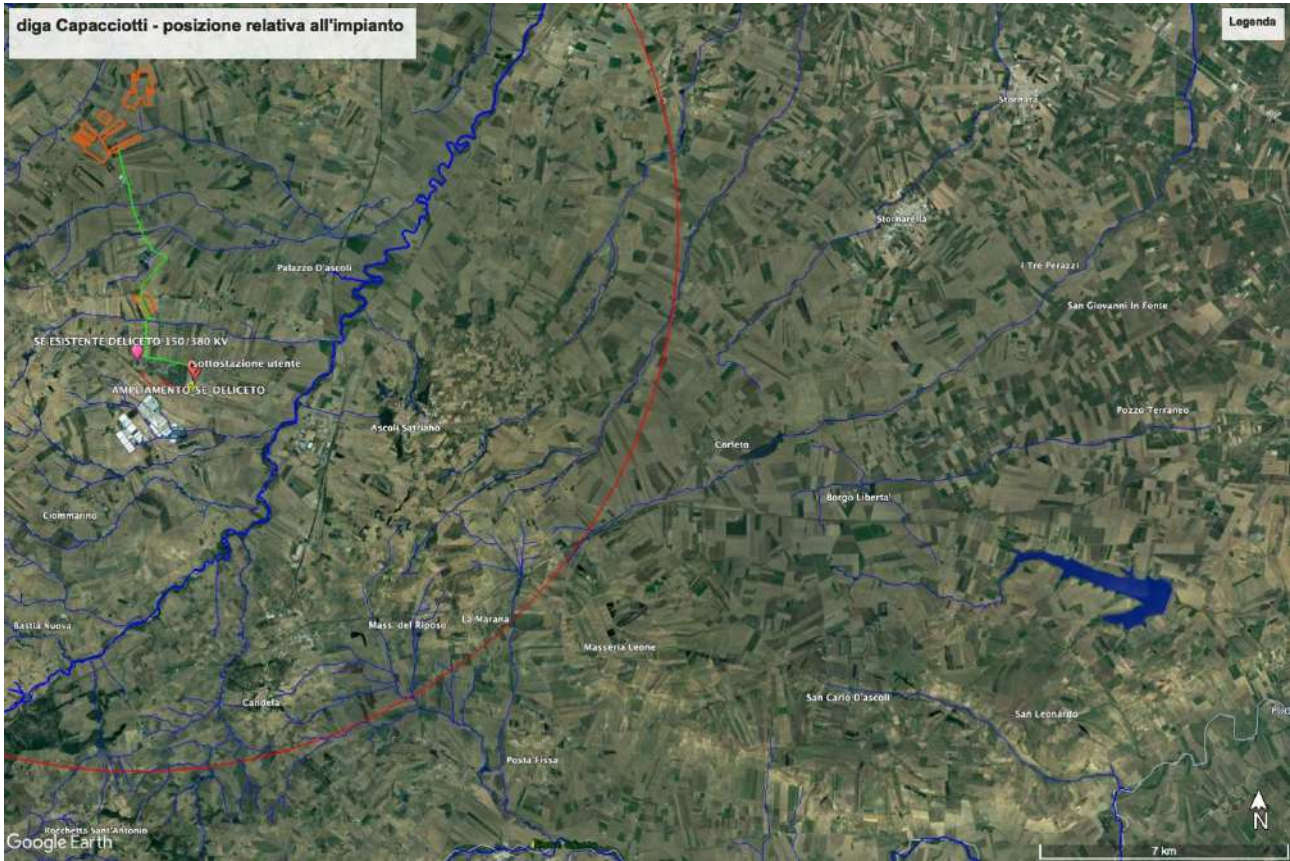 diga Capacciotti - posizione relativa all'impianto
Legenda
Stornara
Stornarella
Palazzo D'ascoli
I Tre Perazzi
San Giovanni In Fonte
SE ESISTENTE DELICETO 150/380 KV
sottostazione utente
AMPLIAMENTO SE DELICETO
Pozzo Terraneo
Ascoli Satriano
Corleto
Borgo Liberta'
Ciommarino
Bastia Nuova
Mass. del Riposo
La Marana
Masseria Leone
San Carlo D'ascoli
Candela
San Leonardo
Posta Fissa
Rocchetta Sant'Antonio
Google Earth
N
7 km